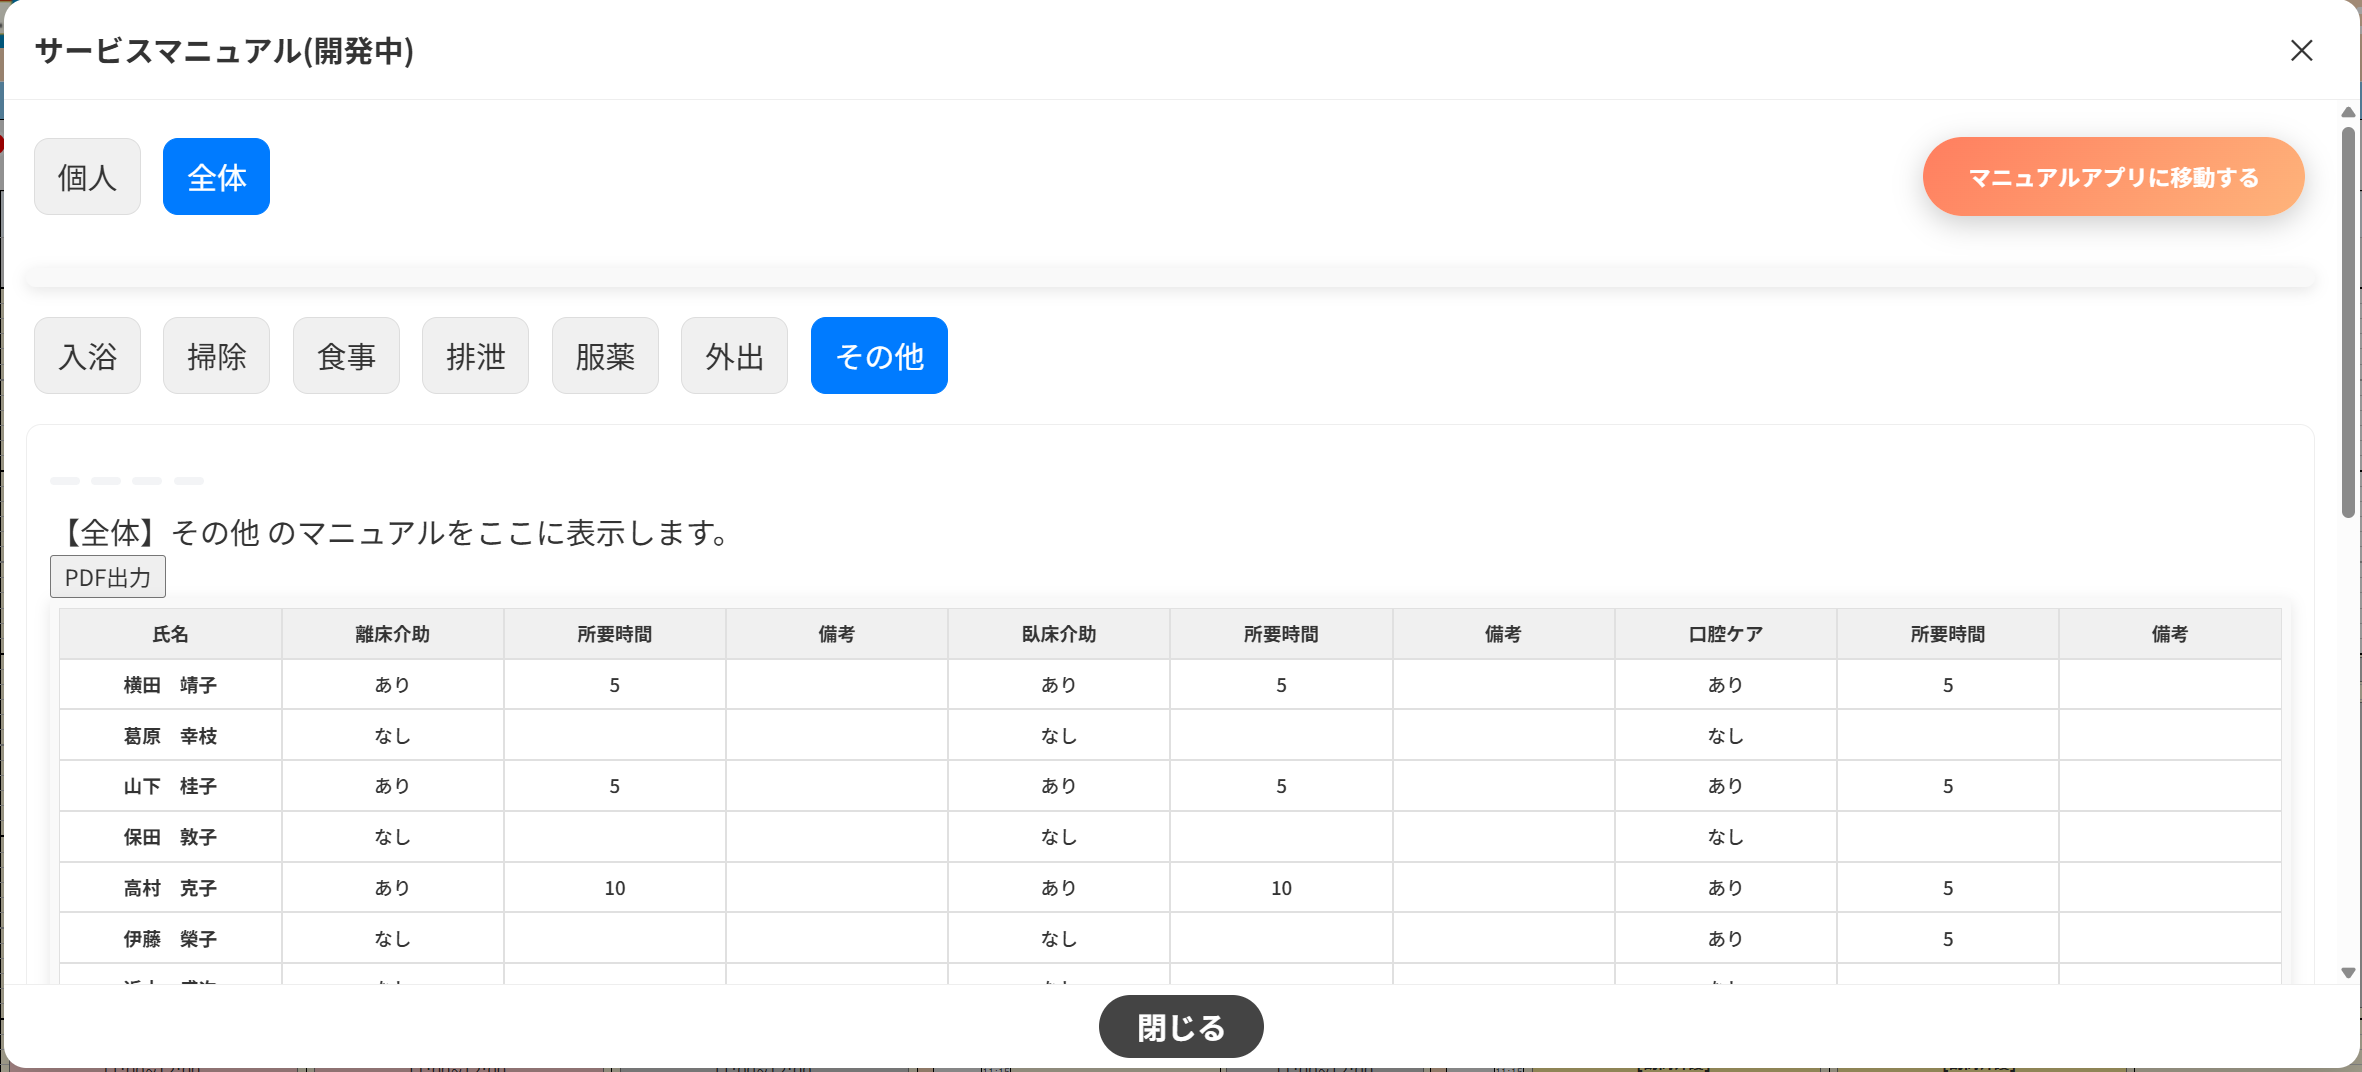 サービスマニュアル(開発中)
個人 全体 マニュアルアプリに移動する
入浴 掃除 食事 排泄 服薬 外出 その他
【全体】その他 のマニュアルをここに表示します。
PDF出力
氏名 離床介助 所要時間 備考 臥床介助 所要時間 備考 口腔ケア 所要時間 備考
横田 靖子 あり 5 あり 5 あり 5
葛原 幸枝 なし なし なし
山下 桂子 あり 5 あり 5 あり 5
保田 敦子 なし なし なし
高村 克子 あり 10 あり 10 あり 5
伊藤 榮子 なし なし あり 5
閉じる